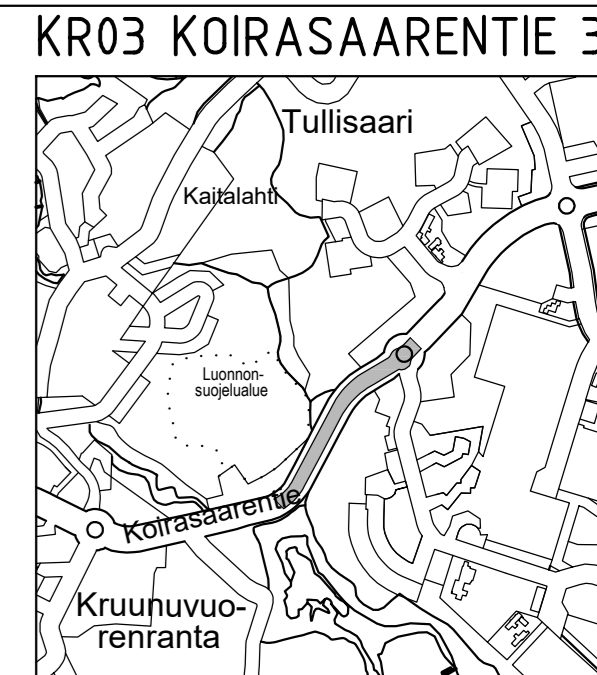 KR03 KOIRASAARENTIE 3
Tullisaari
Kaitalahti
Luonnon-
suojelualue
Koirasaarentie
Kruunuvuo-
renranta